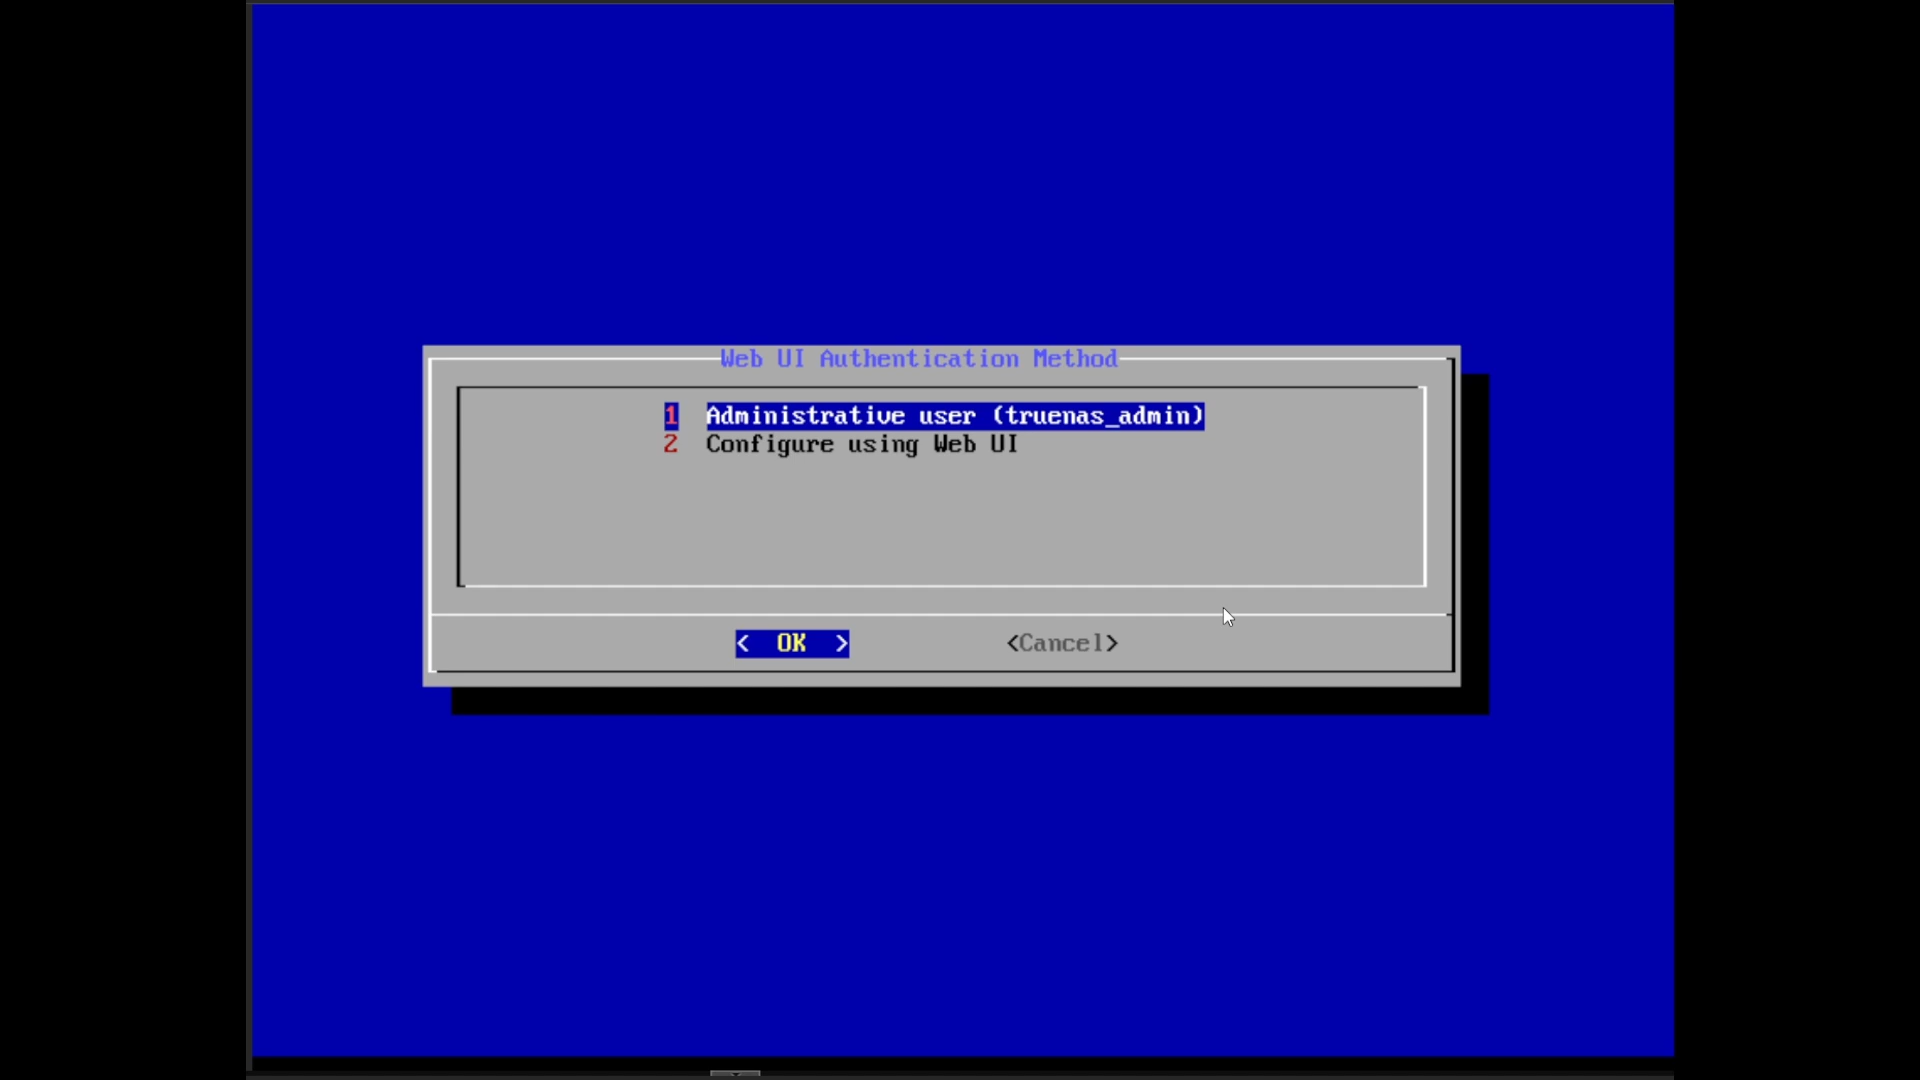 Web UI Authentication Method
1 Administrative user (truenas_admin)
2 Configure using Web UI
< OK > <Cancel>